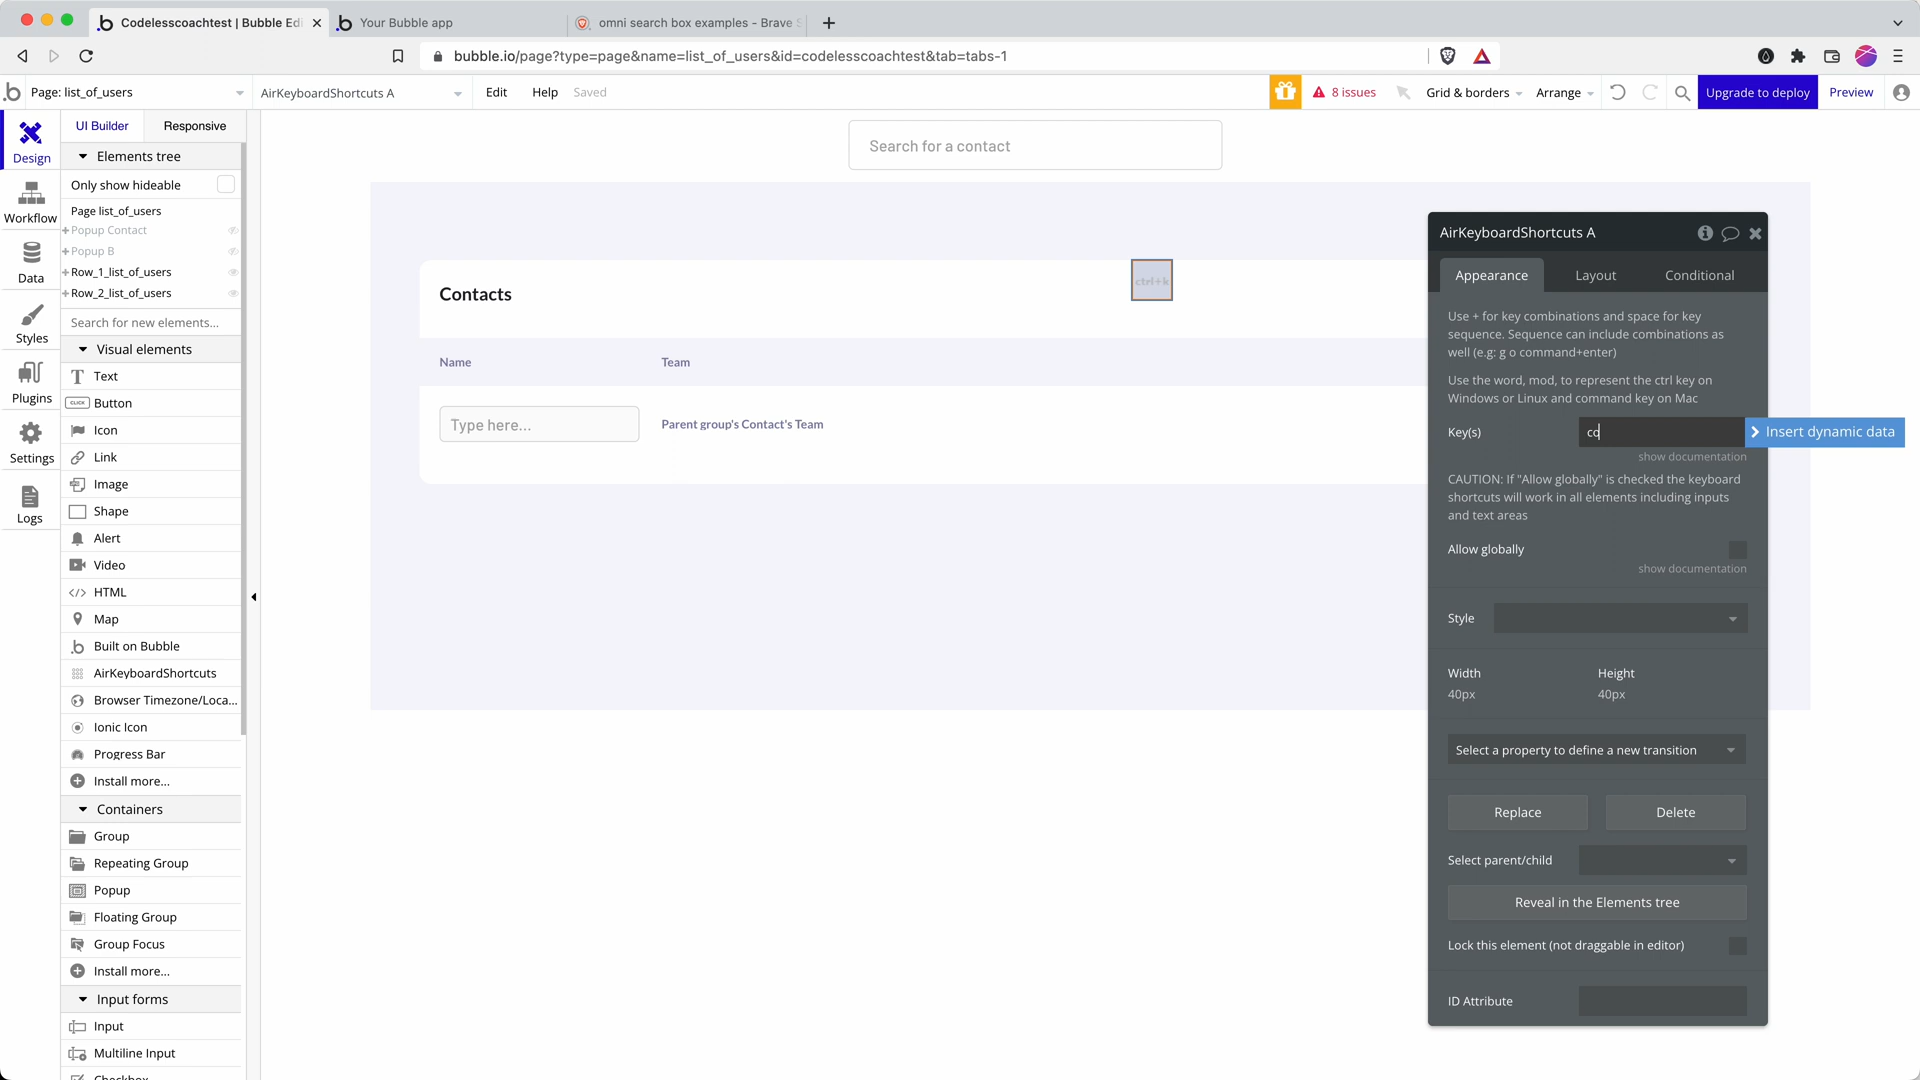 Codelesscoachtest | Bubble Edi
Your Bubble app
omni search box examples - Brave S
bubble.io/page?type=page&name=list_of_users&id=codelesscoachtest&tab=tabs-1
Page: list_of_users
AirKeyboardShortcuts A
Edit
Help
Saved
8 issues
Grid & borders
Arrange
Upgrade to deploy
Preview
Design
Workflow
Data
Styles
Plugins
Settings
Logs
UI Builder
Responsive
Elements tree
Only show hideable
Page list_of_users
Popup Contact
Popup B
Row_1_list_of_users
Row_2_list_of_users
Search for new elements...
Visual elements
Text
CLICK
Button
Icon
Link
Image
Shape
Alert
Video
HTML
Map
Built on Bubble
AirKeyboardShortcuts
Browser Timezone/Loca...
Ionic Icon
Progress Bar
Install more...
Containers
Group
Repeating Group
Popup
Floating Group
Group Focus
Install more...
Input forms
Input
Multiline Input
Checkbox
Search for a contact
Contacts
ctrl+k
Name
Team
Type here...
Parent group's Contact's Team
AirKeyboardShortcuts A
Appearance
Layout
Conditional
Use + for key combinations and space for key
sequence. Sequence can include combinations as
well (e.g: g o command+enter)
Use the word, mod, to represent the ctrl key on
Windows or Linux and command key on Mac
Key(s)
co
Insert dynamic data
show documentation
CAUTION: If "Allow globally" is checked the keyboard
shortcuts will work in all elements including inputs
and text areas
Allow globally
show documentation
Style
Width
Height
40px
40px
Select a property to define a new transition
Replace
Delete
Select parent/child
Reveal in the Elements tree
Lock this element (not draggable in editor)
ID Attribute